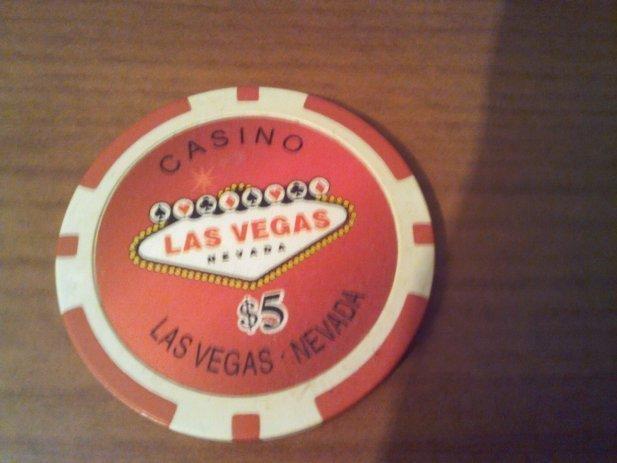 CASINO
LAS VEGAS
NEVADA
$5
LAS VEGAS · NEVADA